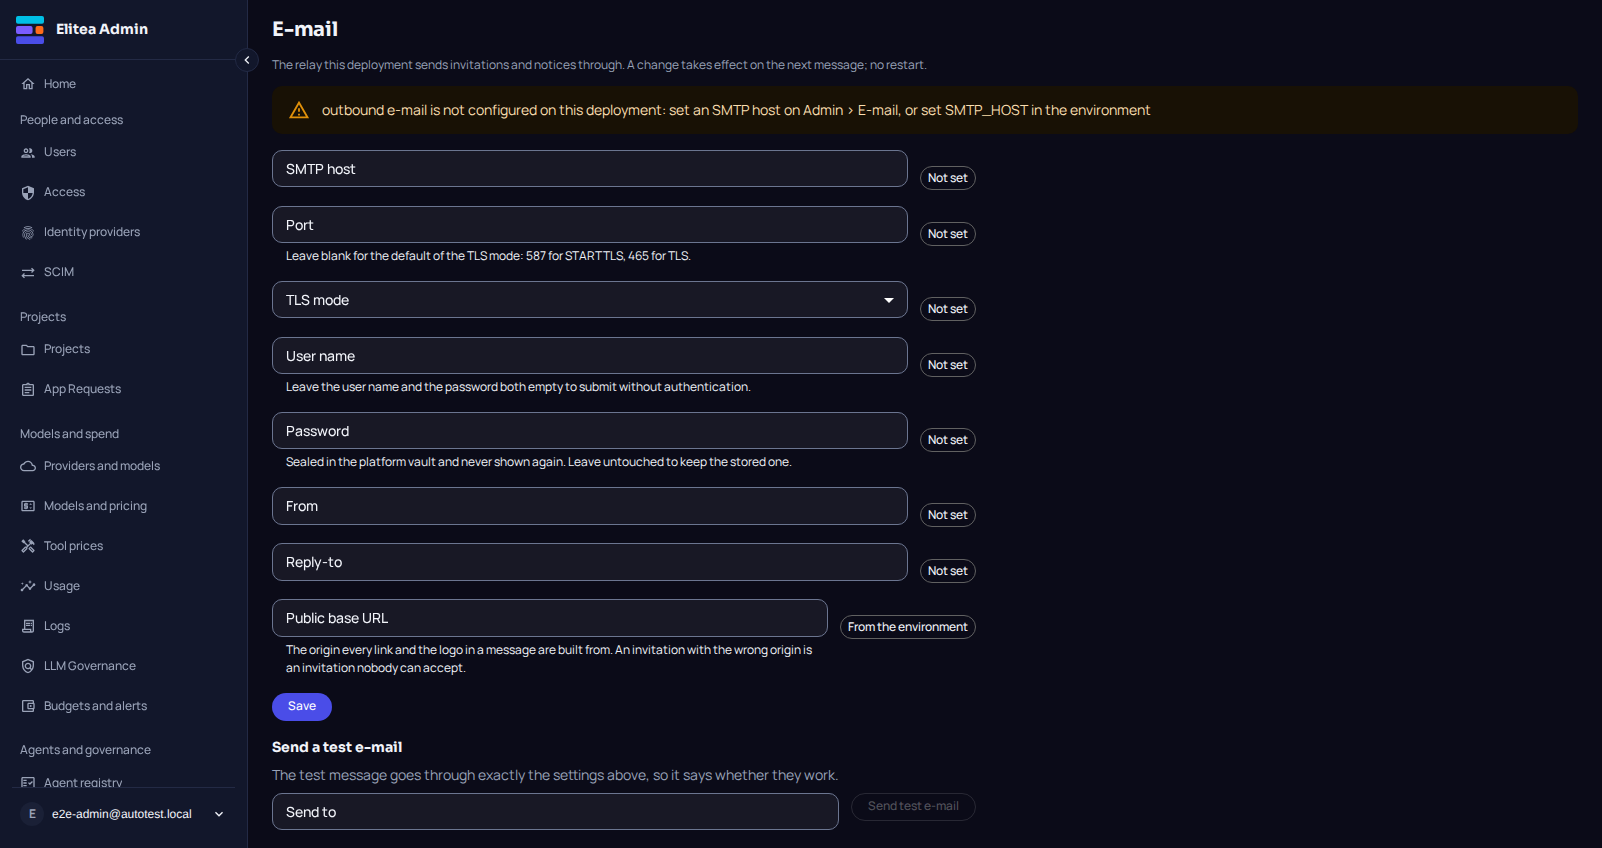 Elitea Admin
Home
People and access
Users
Access
Identity providers
SCIM
Projects
Projects
App Requests
Models and spend
Providers and models
Models and pricing
Tool prices
Usage
Logs
LLM Governance
Budgets and alerts
Agents and governance
Agent registry
E
e2e-admin@autotest.local
E-mail
The relay this deployment sends invitations and notices through. A change takes effect on the next message; no restart.
outbound e-mail is not configured on this deployment: set an SMTP host on Admin > E-mail, or set SMTP_HOST in the environment
SMTP host
Not set
Port
Not set
Leave blank for the default of the TLS mode: 587 for STARTTLS, 465 for TLS.
TLS mode
Not set
User name
Not set
Leave the user name and the password both empty to submit without authentication.
Password
Not set
Sealed in the platform vault and never shown again. Leave untouched to keep the stored one.
From
Not set
Reply-to
Not set
Public base URL
From the environment
The origin every link and the logo in a message are built from. An invitation with the wrong origin is
an invitation nobody can accept.
Save
Send a test e-mail
The test message goes through exactly the settings above, so it says whether they work.
Send to
Send test e-mail